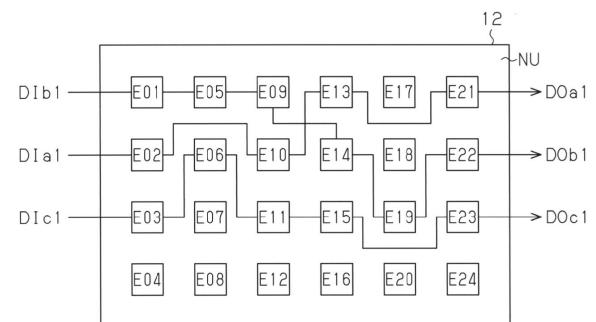 12
NU
DIb1 E01 E05 E09 E13 E17 E21 DOa1
DIa1 E02 E06 E10 E14 E18 E22 DOb1
DIc1 E03 E07 E11 E15 E19 E23 DOc1
E04 E08 E12 E16 E20 E24